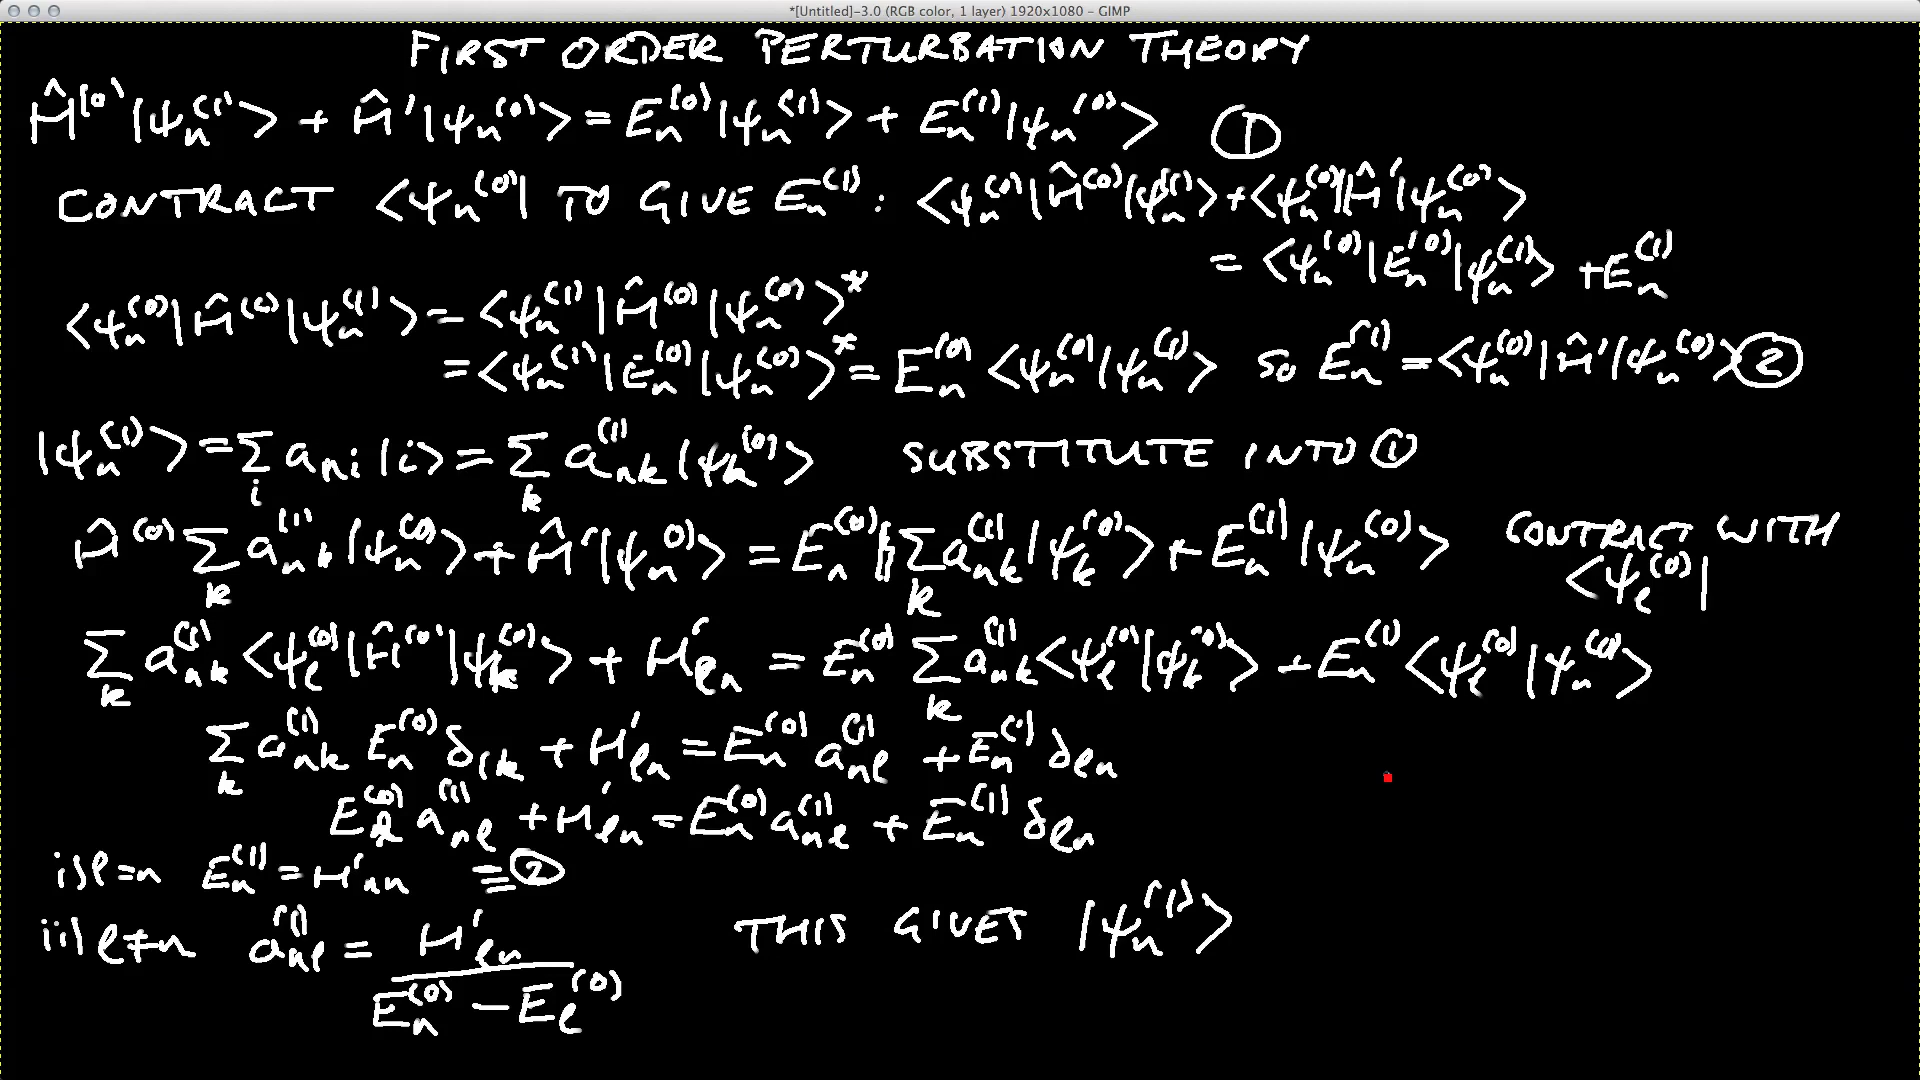 *[Untitled]-3.0 (RGB color, 1 layer) 1920x1080 – GIMP
FIRST ORDER PERTURBATION THEORY
Ĥ^(0)|ψ_n^(1)> + Ĥ'|ψ_n^(0)> = E_n^(0)|ψ_n^(1)> + E_n^(1)|ψ_n^(0)> ①
CONTRACT <ψ_n^(0)| TO GIVE E_n^(1) : <ψ_n^(0)|Ĥ^(0)|ψ_n^(1)> + <ψ_n^(0)|Ĥ'|ψ_n^(0)>
= <ψ_n^(0)|E_n^(0)|ψ_n^(1)> + E_n^(1)
<ψ_n^(0)|Ĥ^(0)|ψ_n^(1)> = <ψ_n^(1)|Ĥ^(0)|ψ_n^(0)>*
= <ψ_n^(1)|E_n^(0)|ψ_n^(0)>* = E_n^(0) <ψ_n^(0)|ψ_n^(1)> SO E_n^(1) = <ψ_n^(0)|Ĥ'|ψ_n^(0)> ②
|ψ_n^(1)> = Σ_i a_ni |i> = Σ_k a_nk^(1) |ψ_k^(0)> SUBSTITUTE INTO ①
Ĥ^(0) Σ_k a_nk^(1) |ψ_n^(0)> + Ĥ'|ψ_n^(0)> = E_n^(0) Σ_k a_nk^(1) |ψ_k^(0)> + E_n^(1) |ψ_n^(0)> CONTRACT WITH
<ψ_ℓ^(0)|
Σ_k a_nk^(1) <ψ_ℓ^(0)|Ĥ^(0)|ψ_k^(0)> + H'_ℓn = E_n^(0) Σ_k a_nk^(1) <ψ_ℓ^(0)|ψ_k^(0)> + E_n^(1) <ψ_ℓ^(0)|ψ_n^(0)>
Σ_k a_nk^(1) E_n^(0) δ_lk + H'_ℓn = E_n^(0) a_nℓ^(1) + E_n^(1) δ_ℓn
E_ℓ^(0) a_nℓ^(1) + H'_ℓn = E_n^(0) a_nℓ^(1) + E_n^(1) δ_ℓn
i) ℓ=n E_n^(1) = H'_nn ≡ ②
ii) ℓ≠n a_nℓ^(1) = H'_ℓn / (E_n^(0) − E_ℓ^(0)) THIS GIVES |ψ_n^(1)>